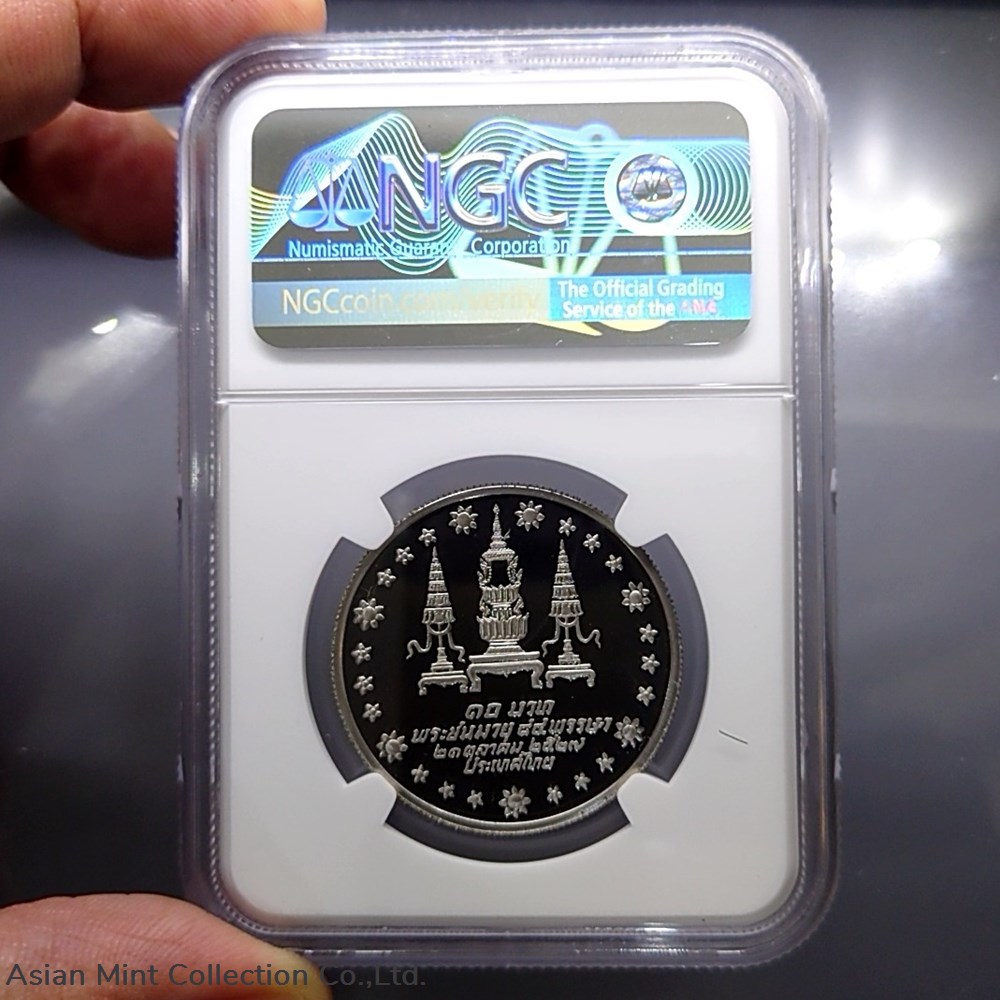 NGC
Numismatic Guaranty Corporation
NGCcoin.com/verify
The Official Grading
Service of the ANA
๑๐ บาท
พระชนมายุ ๘๔ พรรษา
๒๑ ตุลาคม ๒๕๒๗
ประเทศไทย
Asian Mint Collection Co.,Ltd.